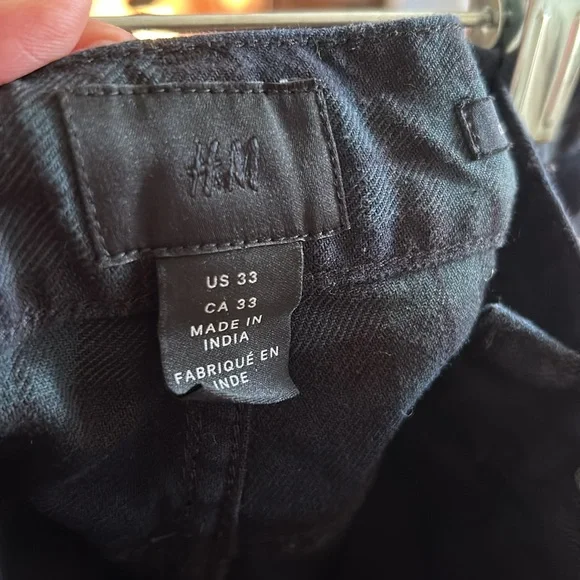 H&M
US 33
CA 33
MADE IN
INDIA
FABRIQUÉ EN
INDE